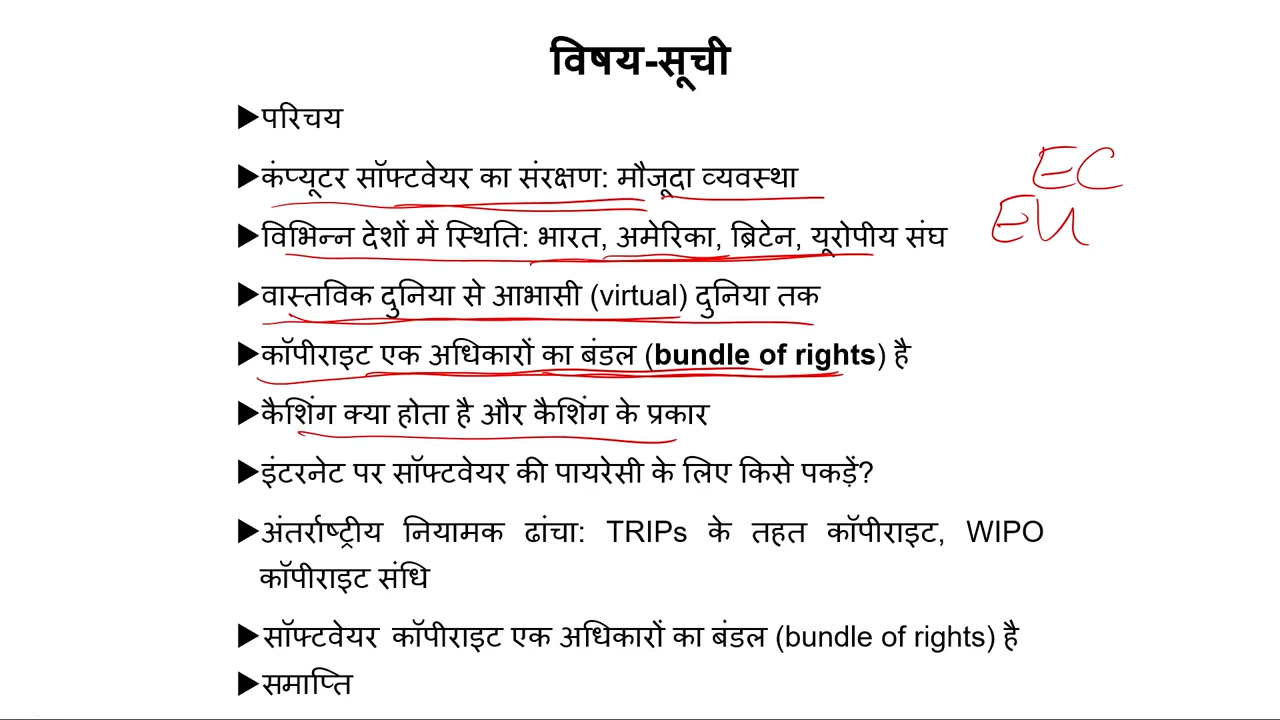 विषय-सूची
▶परिचय
▶कंप्यूटर सॉफ्टवेयर का संरक्षण: मौजूदा व्यवस्था
EC
▶विभिन्न देशों में स्थिति: भारत, अमेरिका, ब्रिटेन, यूरोपीय संघ
EU
▶वास्तविक दुनिया से आभासी (virtual) दुनिया तक
▶कॉपीराइट एक अधिकारों का बंडल (bundle of rights) है
▶कैशिंग क्या होता है और कैशिंग के प्रकार
▶इंटरनेट पर सॉफ्टवेयर की पायरेसी के लिए किसे पकड़ें?
▶अंतर्राष्ट्रीय नियामक ढांचा: TRIPs के तहत कॉपीराइट, WIPO
कॉपीराइट संधि
▶सॉफ्टवेयर कॉपीराइट एक अधिकारों का बंडल (bundle of rights) है
▶समाप्ति